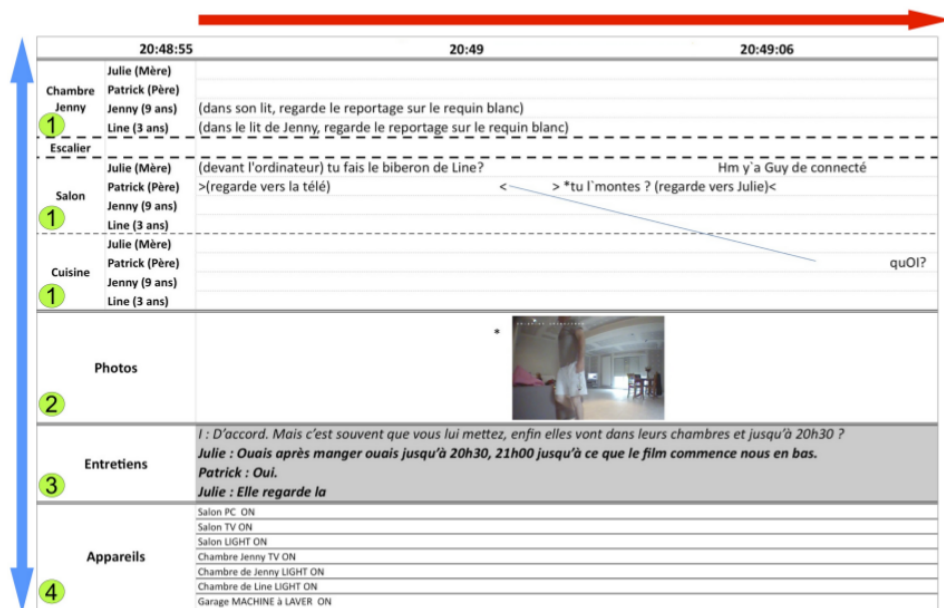 20:48:55 20:49 20:49:06
Julie (Mère)
Patrick (Père)
Chambre Jenny
Jenny (9 ans) (dans son lit, regarde le reportage sur le requin blanc)
1
Line (3 ans) (dans le lit de Jenny, regarde le reportage sur le requin blanc)
Escalier
Julie (Mère) (devant l'ordinateur) tu fais le biberon de Line? Hm y`a Guy de connecté
Patrick (Père) >(regarde vers la télé) < > *tu l`montes ? (regarde vers Julie)<
Salon
Jenny (9 ans)
1
Line (3 ans)
Julie (Mère)
Patrick (Père) quOI?
Cuisine
Jenny (9 ans)
1
Line (3 ans)
*
Photos
2
I : D'accord. Mais c'est souvent que vous lui mettez, enfin elles vont dans leurs chambres et jusqu'à 20h30 ?
Julie : Ouais après manger ouais jusqu'à 20h30, 21h00 jusqu'à ce que le film commence nous en bas.
Entretiens
Patrick : Oui.
3
Julie : Elle regarde la
Salon PC ON
Salon TV ON
Salon LIGHT ON
Appareils
Chambre Jenny TV ON
Chambre de Jenny LIGHT ON
Chambre de Line LIGHT ON
4
Garage MACHINE à LAVER ON